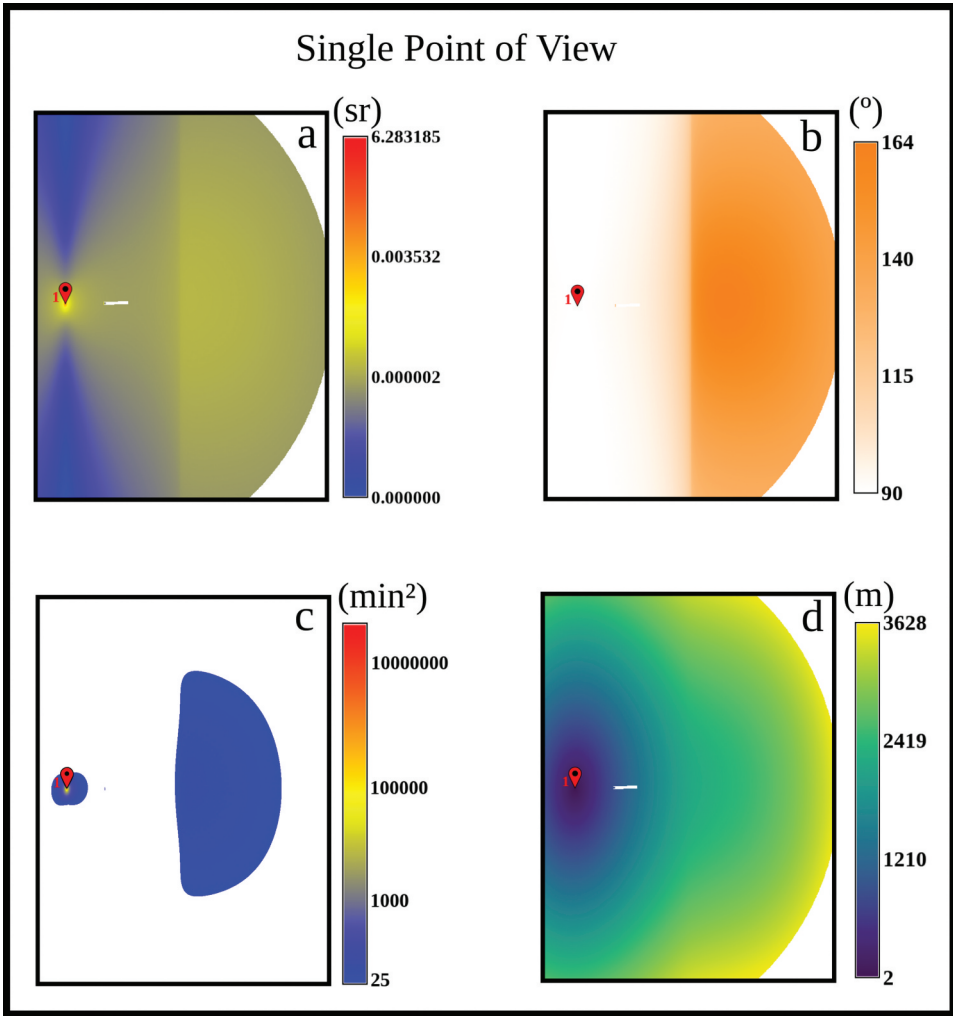 Single Point of View
a
(sr)
6.283185
0.003532
0.000002
0.000000
1
b
(º)
164
140
115
90
1
c
(min²)
10000000
100000
1000
25
1
d
(m)
3628
2419
1210
2
1